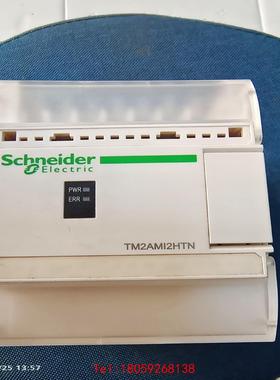 Schneider
Electric
PWR
ERR
TM2AMI2HTN
25 13:57
Tel:18059268138